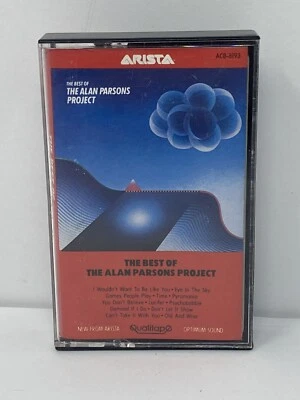 ARISTA
AC8-8193
THE BEST OF
THE ALAN PARSONS
PROJECT
THE BEST OF
THE ALAN PARSONS PROJECT
I Wouldn't Want To Be Like You • Eye In The Sky
Games People Play • Time • Pyramania
You Don't Believe • Lucifer • Psychobabble
Damned If I Do • Don't Let It Show
Can't Take It With You • Old And Wise
NEW FROM ARISTA
Qualitape
OPTIMUM SOUND